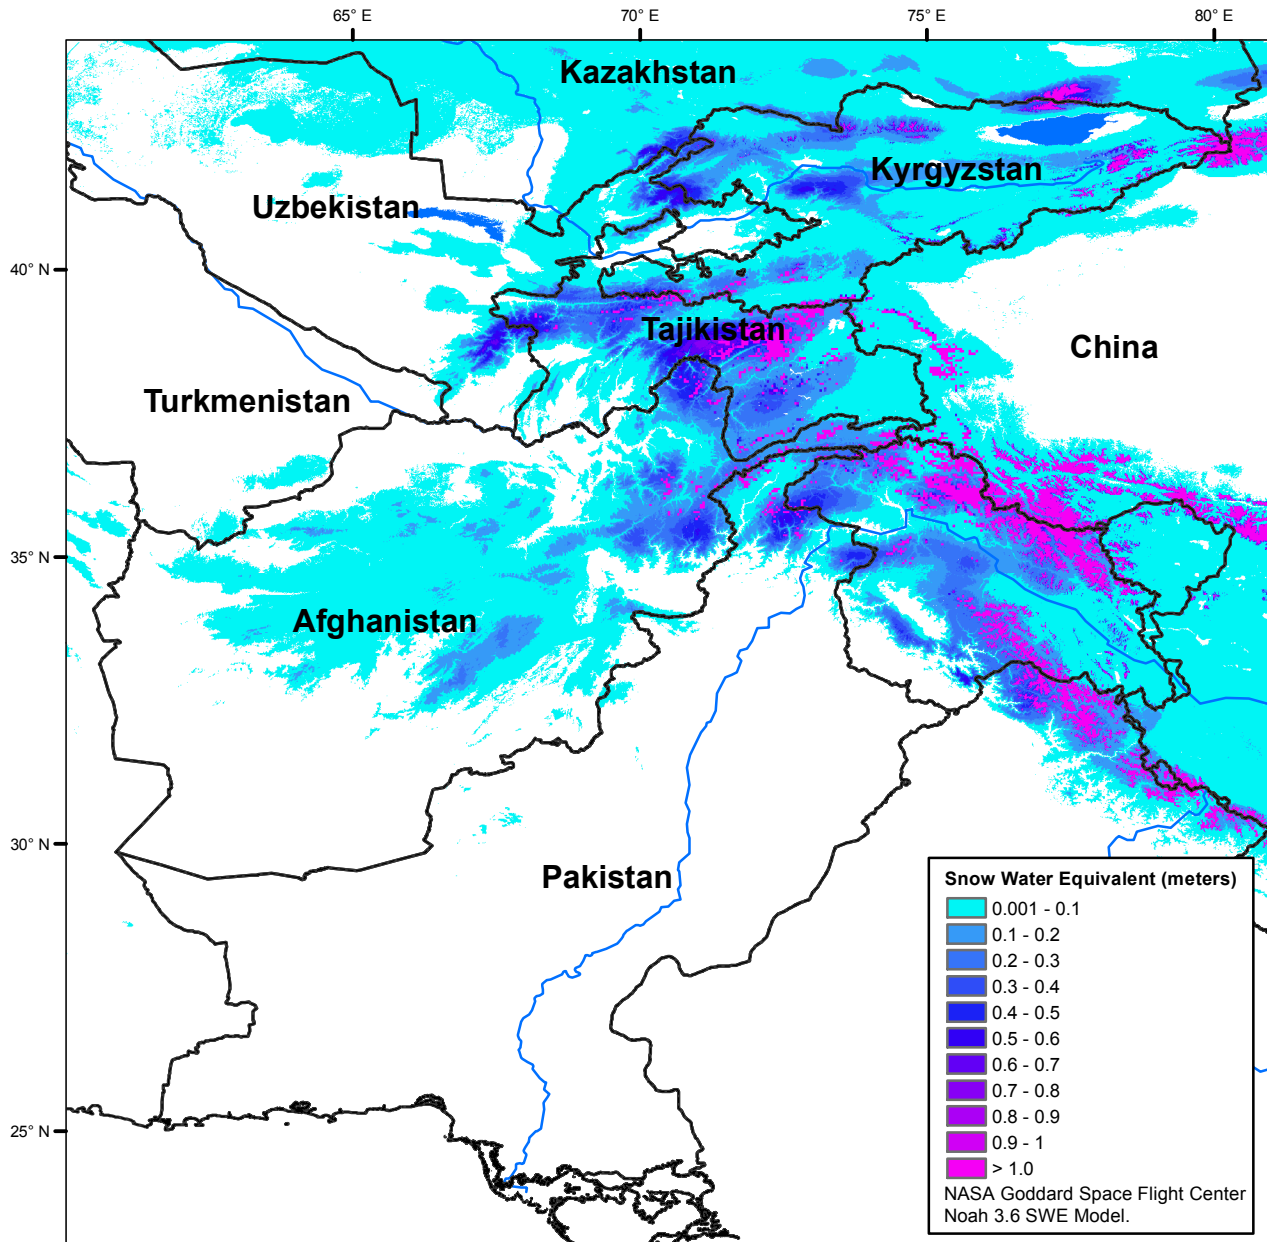 65° E
70° E
75° E
80° E
Kazakhstan
Kyrgyzstan
Uzbekistan
40° N
Tajikistan
China
Turkmenistan
35° N
Afghanistan
30° N
Pakistan
25° N
Snow Water Equivalent (meters)
0.001 - 0.1
0.1 - 0.2
0.2 - 0.3
0.3 - 0.4
0.4 - 0.5
0.5 - 0.6
0.6 - 0.7
0.7 - 0.8
0.8 - 0.9
0.9 - 1
> 1.0
NASA Goddard Space Flight Center
Noah 3.6 SWE Model.